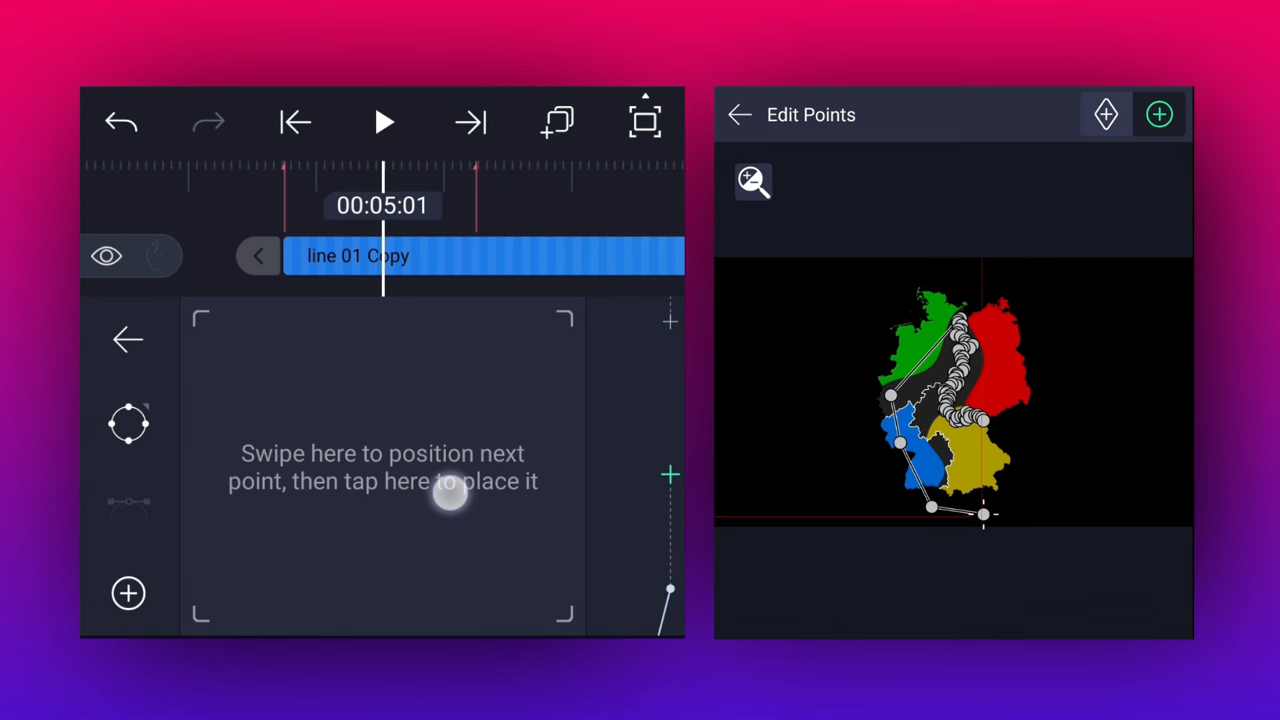 00:05:01
line 01 Copy
Swipe here to position next
point, then tap here to place it
Edit Points